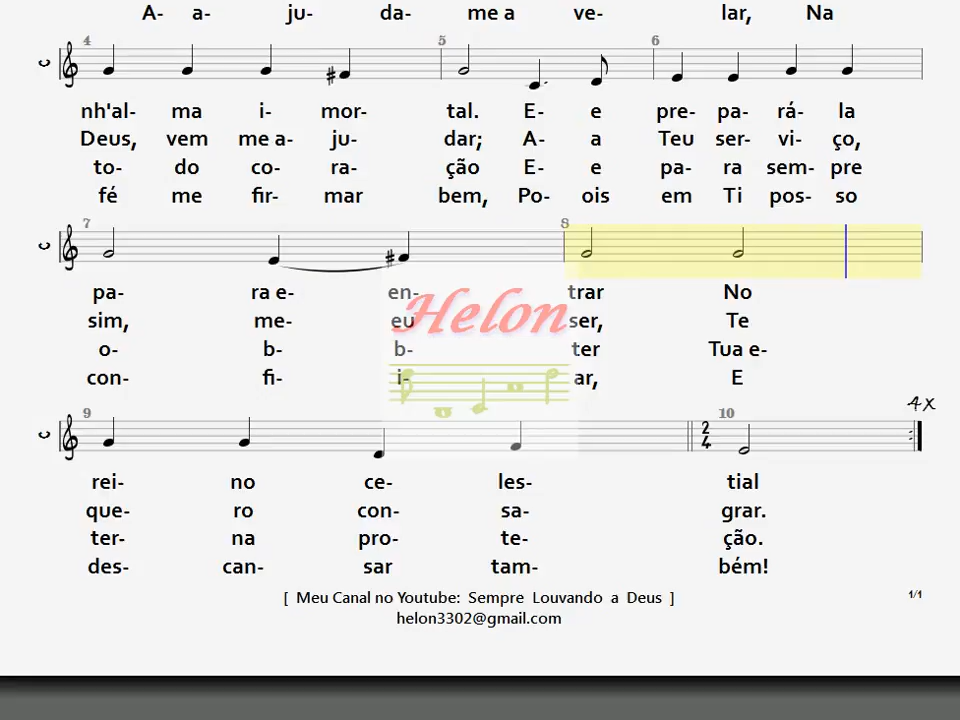 A- a- ju- da- me a ve- lar, Na
4 5 6
nh'al- ma i- mor- tal. E- e pre- pa- rá- la
Deus, vem me a- ju- dar; A- a Teu ser- vi- ço,
to- do co- ra- ção E- e pa- ra sem- pre
fé me fir- mar bem, Po- ois em Ti pos- so
7 8
pa- ra e- en- trar No
sim, me- eu ser, Te
o- b- b- ter Tua e-
con- fi- i- ar, E
Helon
4x
9 10
2
4
rei- no ce- les- tial
que- ro con- sa- grar.
ter- na pro- te- ção.
des- can- sar tam- bém!
[ Meu Canal no Youtube: Sempre Louvando a Deus ] 1/1
helon3302@gmail.com